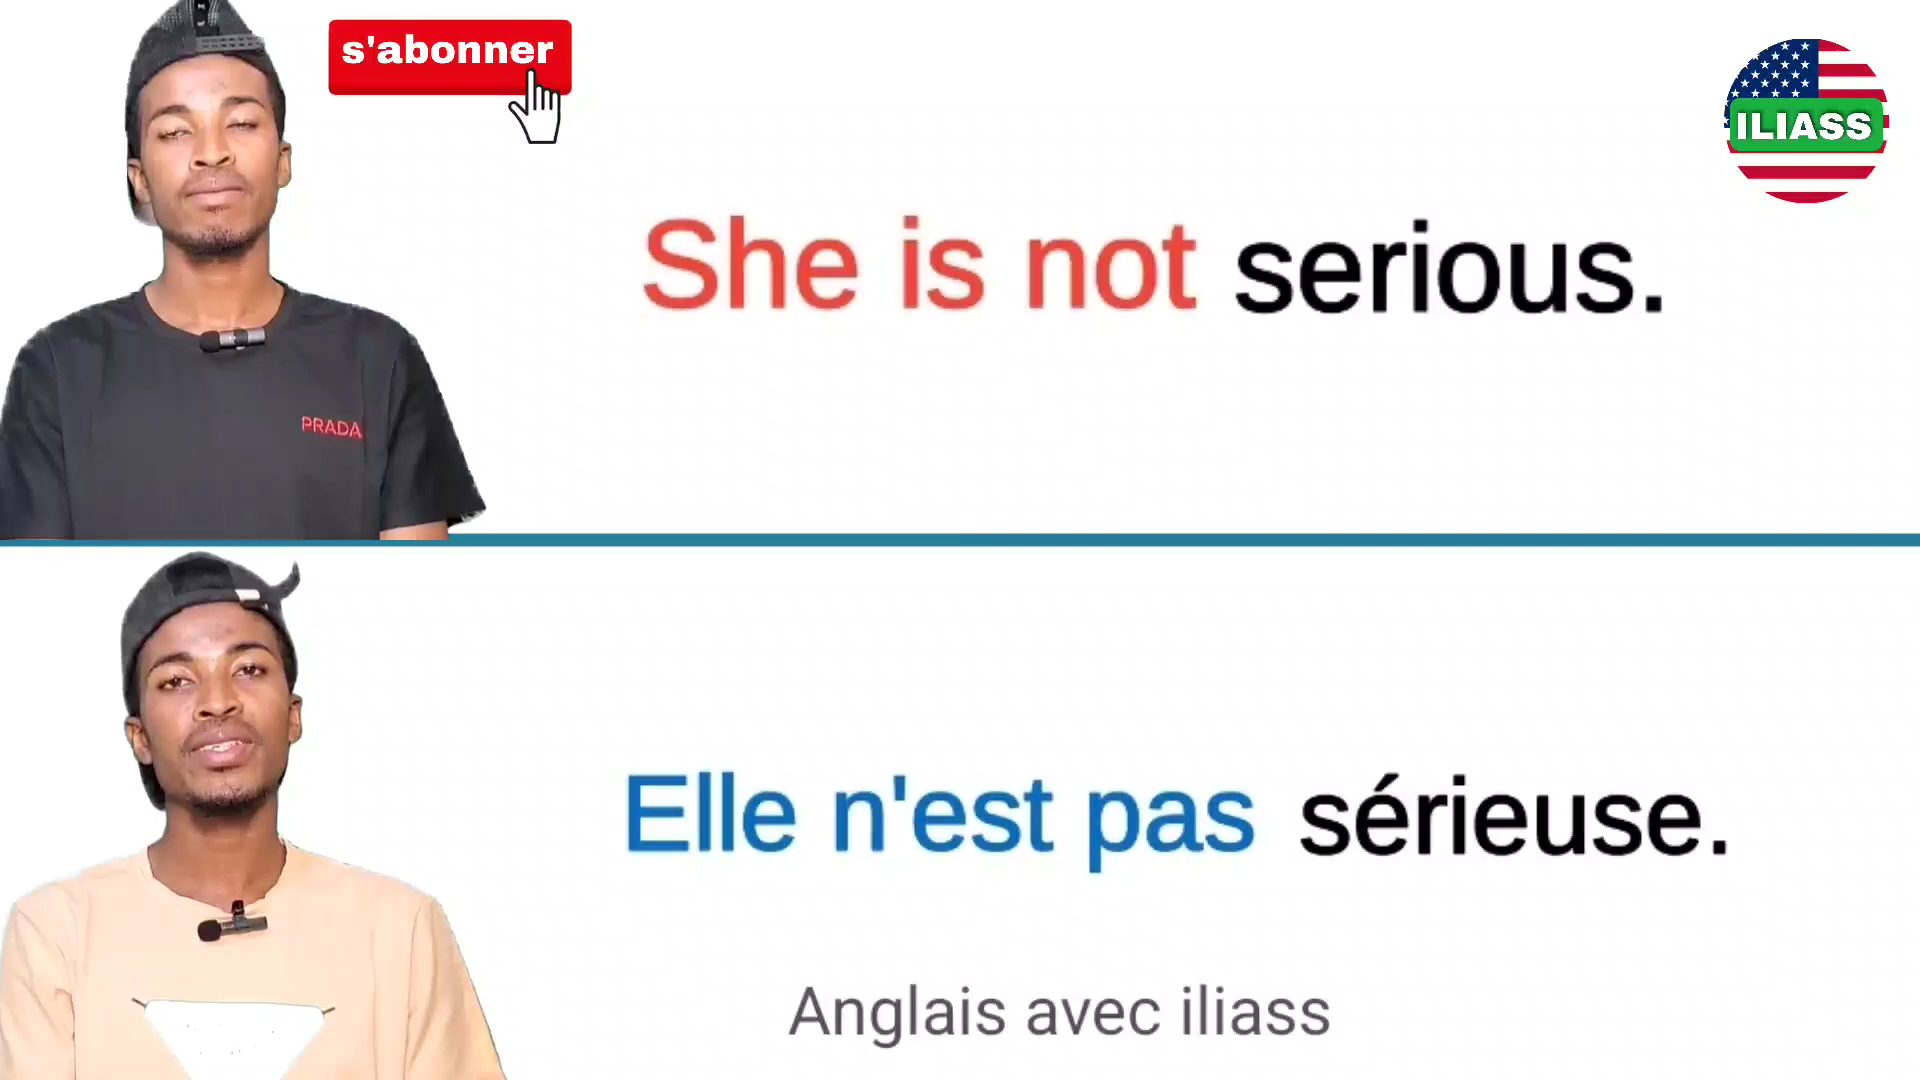 s'abonner
ILIASS
She is not serious.
PRADA
Elle n'est pas sérieuse.
Anglais avec iliass